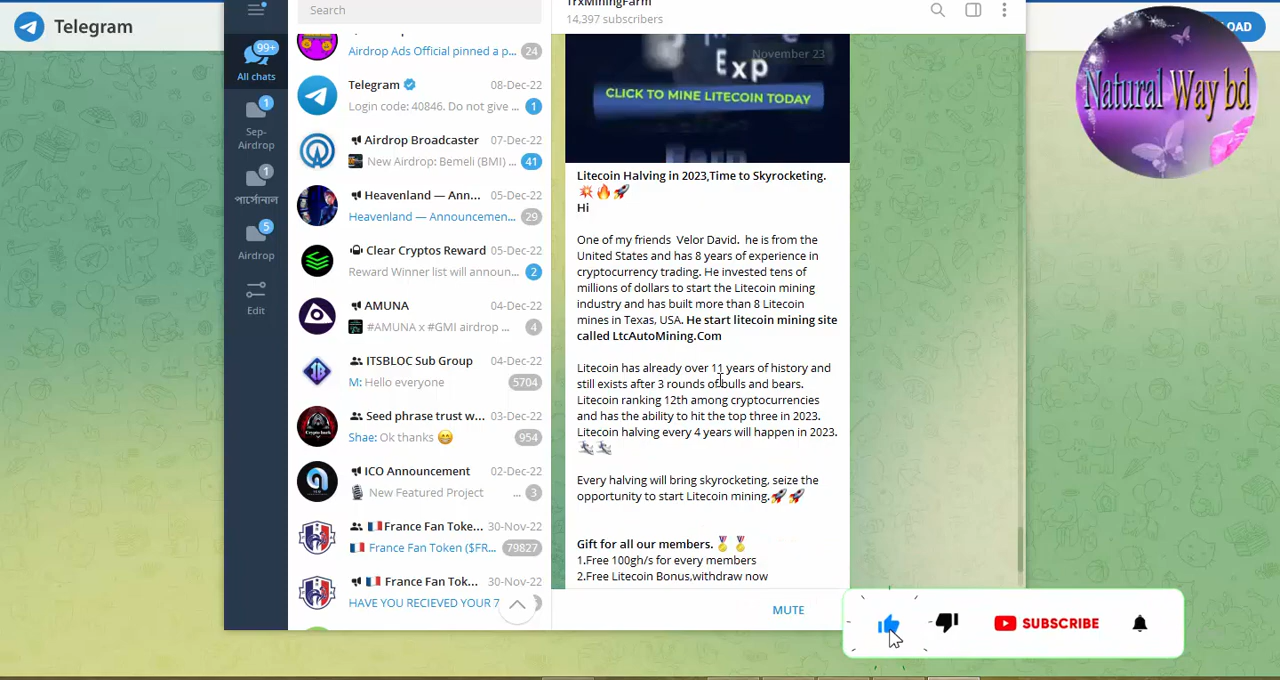 Telegram
Search
TrxMiningFarm
14,397 subscribers
OAD
Natural Way bd
99+
All chats
1
Sep-
Airdrop
1
পার্সোনাল
5
Airdrop
Edit
Airdrop Ads Official pinned a p...
24
Telegram
08-Dec-22
Login code: 40846. Do not give ...
1
Airdrop Broadcaster
07-Dec-22
New Airdrop: Bemeli (BMI) ...
41
Heavenland — Ann...
05-Dec-22
Heavenland — Announcemen...
29
Clear Cryptos Reward
05-Dec-22
Reward Winner list will announ...
2
AMUNA
04-Dec-22
#AMUNA x #GMI airdrop ...
4
ITSBLOC Sub Group
04-Dec-22
M: Hello everyone
5704
Seed phrase trust w...
03-Dec-22
Shae: Ok thanks 😁
954
ICO Announcement
02-Dec-22
New Featured Project
...
3
🇫🇷France Fan Toke...
30-Nov-22
🇫🇷 France Fan Token ($FR...
79827
🇫🇷 France Fan Tok...
30-Nov-22
HAVE YOU RECIEVED YOUR 7
November 23
Exp
CLICK TO MINE LITECOIN TODAY
Litecoin Halving in 2023,Time to Skyrocketing.
💥🔥🚀
Hi
One of my friends Velor David. he is from the
United States and has 8 years of experience in
cryptocurrency trading. He invested tens of
millions of dollars to start the Litecoin mining
industry and has built more than 8 Litecoin
mines in Texas, USA. He start litecoin mining site
called LtcAutoMining.Com
Litecoin has already over 11 years of history and
still exists after 3 rounds of bulls and bears.
Litecoin ranking 12th among cryptocurrencies
and has the ability to hit the top three in 2023.
Litecoin halving every 4 years will happen in 2023.
Every halving will bring skyrocketing, seize the
opportunity to start Litecoin mining.🚀🚀
Gift for all our members.🏅🏅
1.Free 100gh/s for every members
2.Free Litecoin Bonus,withdraw now
MUTE
SUBSCRIBE